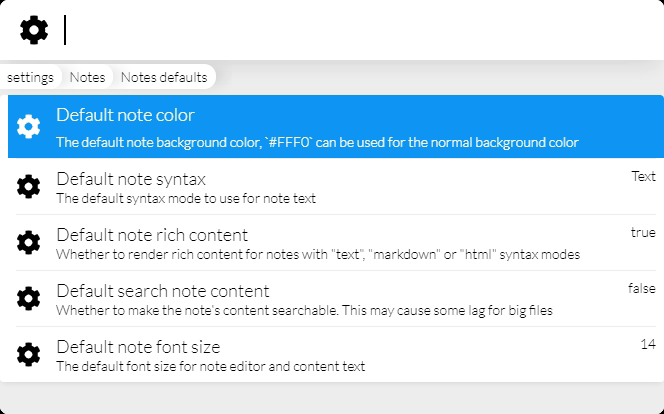 settings Notes Notes defaults
Default note color
The default note background color, `#FFF0` can be used for the normal background color
Default note syntax Text
The default syntax mode to use for note text
Default note rich content true
Whether to render rich content for notes with "text", "markdown" or "html" syntax modes
Default search note content false
Whether to make the note's content searchable. This may cause some lag for big files
Default note font size 14
The default font size for note editor and content text